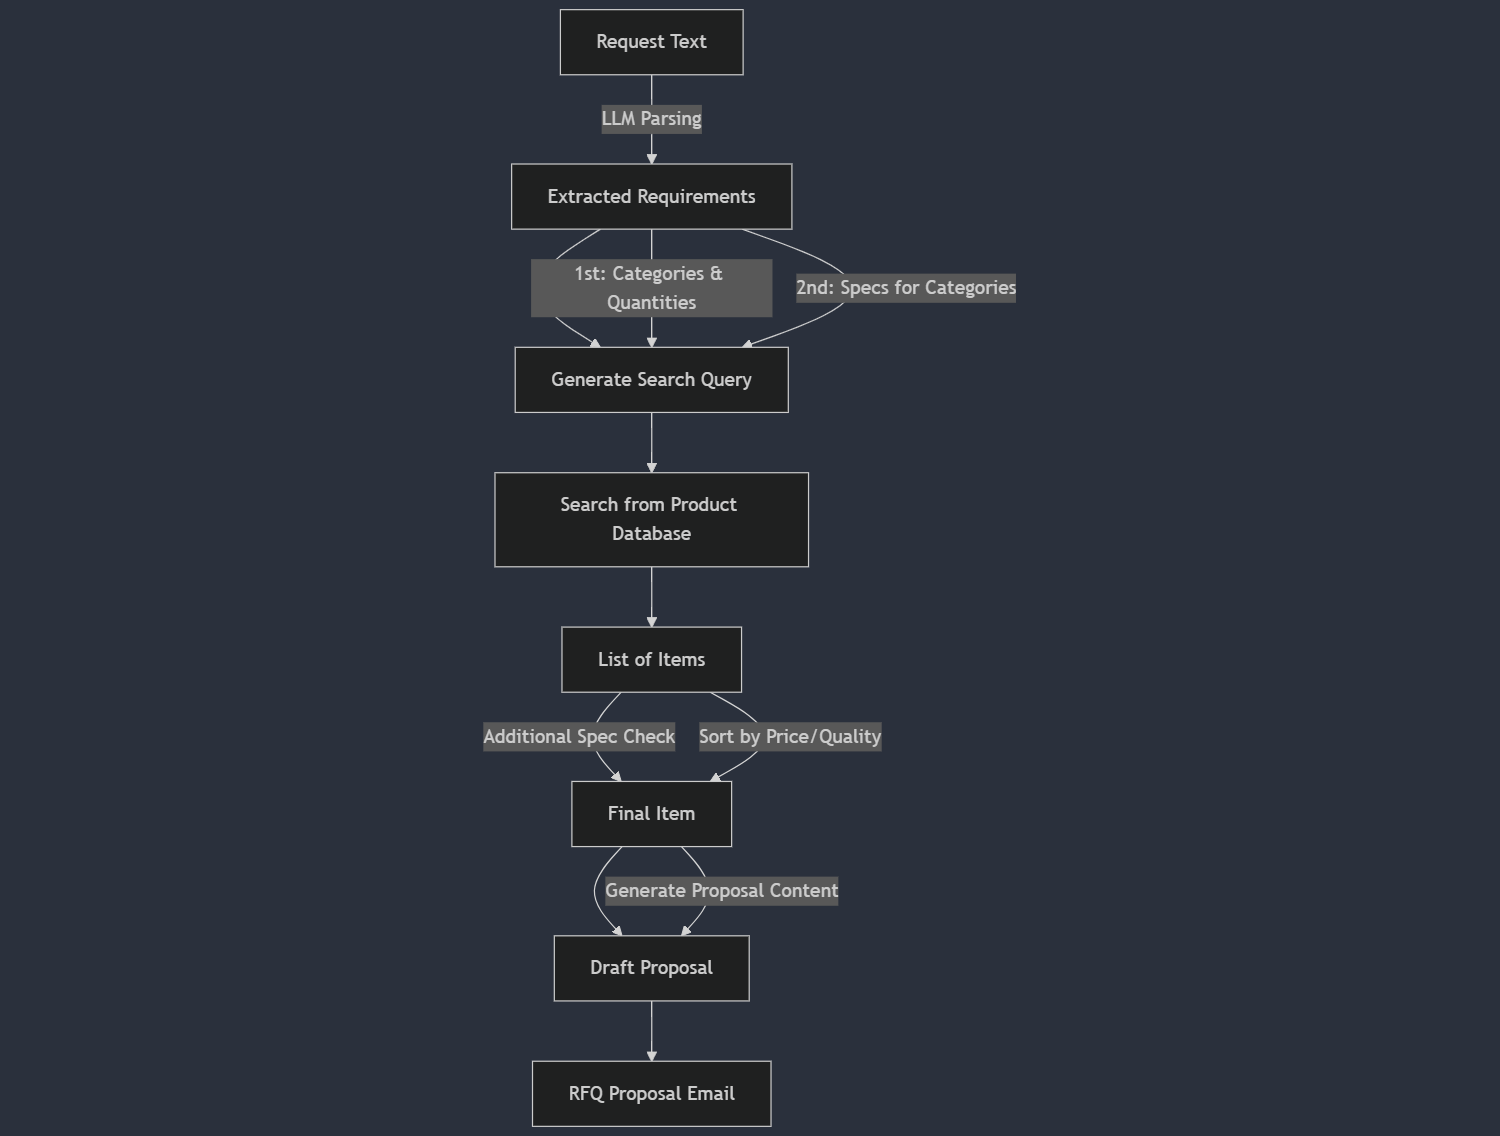 Request Text
LLM Parsing
Extracted Requirements
1st: Categories &
Quantities
2nd: Specs for Categories
Generate Search Query
Search from Product
Database
List of Items
Additional Spec Check
Sort by Price/Quality
Final Item
Generate Proposal Content
Draft Proposal
RFQ Proposal Email